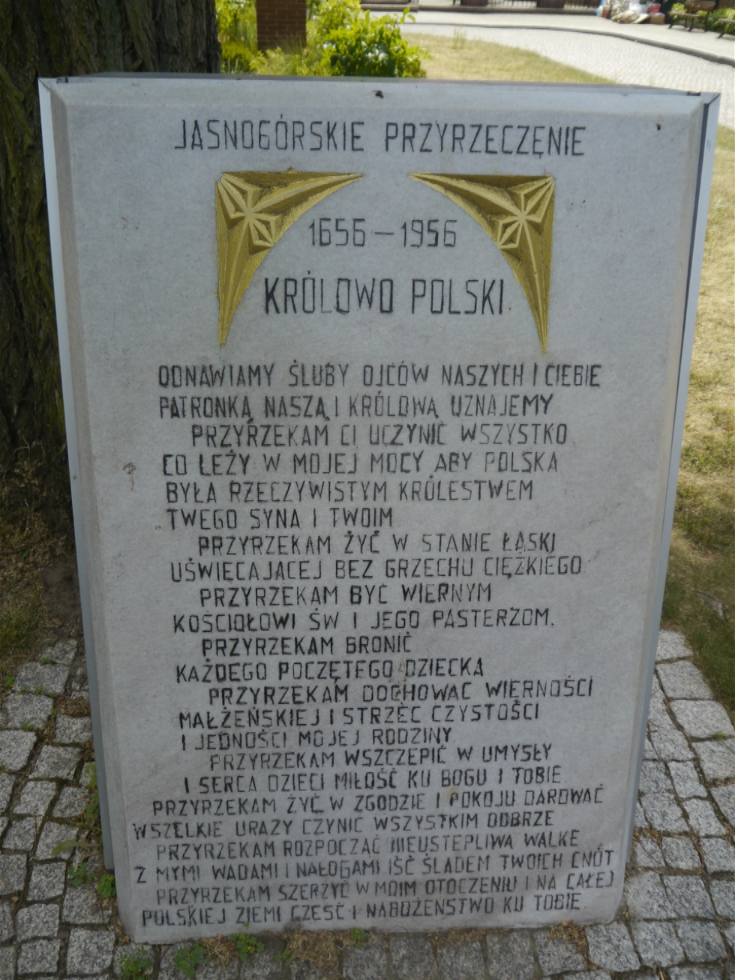 JASNOGÓRSKIE PRZYRZECZĘNIE
1656 – 1956
KRÓLOWO POLSKI.
ODNAWIAMY ŚLUBY OJCÓW NASZYCH I CIEBIE
PATRONKĄ NASZĄ I KRÓLOWĄ UZNAJEMY
PRZYRZEKAM CI UCZYNIĆ WSZYSTKO
CO LEŻY W MOJEJ MOCY ABY POLSKA
BYŁA RZECZYWISTYM KRÓLESTWEM
TWEGO SYNA I TWOIM
PRZYRZEKAM ŻYĆ W STANIE ŁASKI
UŚWIĘCAJĄCEJ BEZ GRZECHU CIĘŻKIEGO
PRZYRZEKAM BYĆ WIERNYM
KOŚCIOŁOWI ŚW I JEGO PASTERZOM.
PRZYRZEKAM BRONIĆ
KAŻDEGO POCZĘTEGO DZIECKA
PRZYRZEKAM DOCHOWAĆ WIERNOŚCI
MAŁŻEŃSKIEJ I STRZEC CZYSTOŚCI
I JEDNOŚCI MOJEJ RODZINY
PRZYRZEKAM WSZCZEPIĆ W UMYSŁY
I SERCA DZIECI MIŁOŚĆ KU BOGU I TOBIE
PRZYRZEKAM ŻYĆ W ZGODZIE I POKOJU DAROWAĆ
WSZELKIE URAZY CZYNIĆ WSZYSTKIM DOBRZE
PRZYRZEKAM ROZPOCZĄĆ NIEUSTĘPLIWĄ WALKĘ
Z MYMI WADAMI I NAŁOGAMI IŚĆ ŚLADEM TWOICH CNÓT
PRZYRZEKAM SZERZYĆ W MOIM OTOCZENIU I NA CAŁEJ
POLSKIEJ ZIEMI CZEŚĆ I NABOŻEŃSTWO KU TOBIE